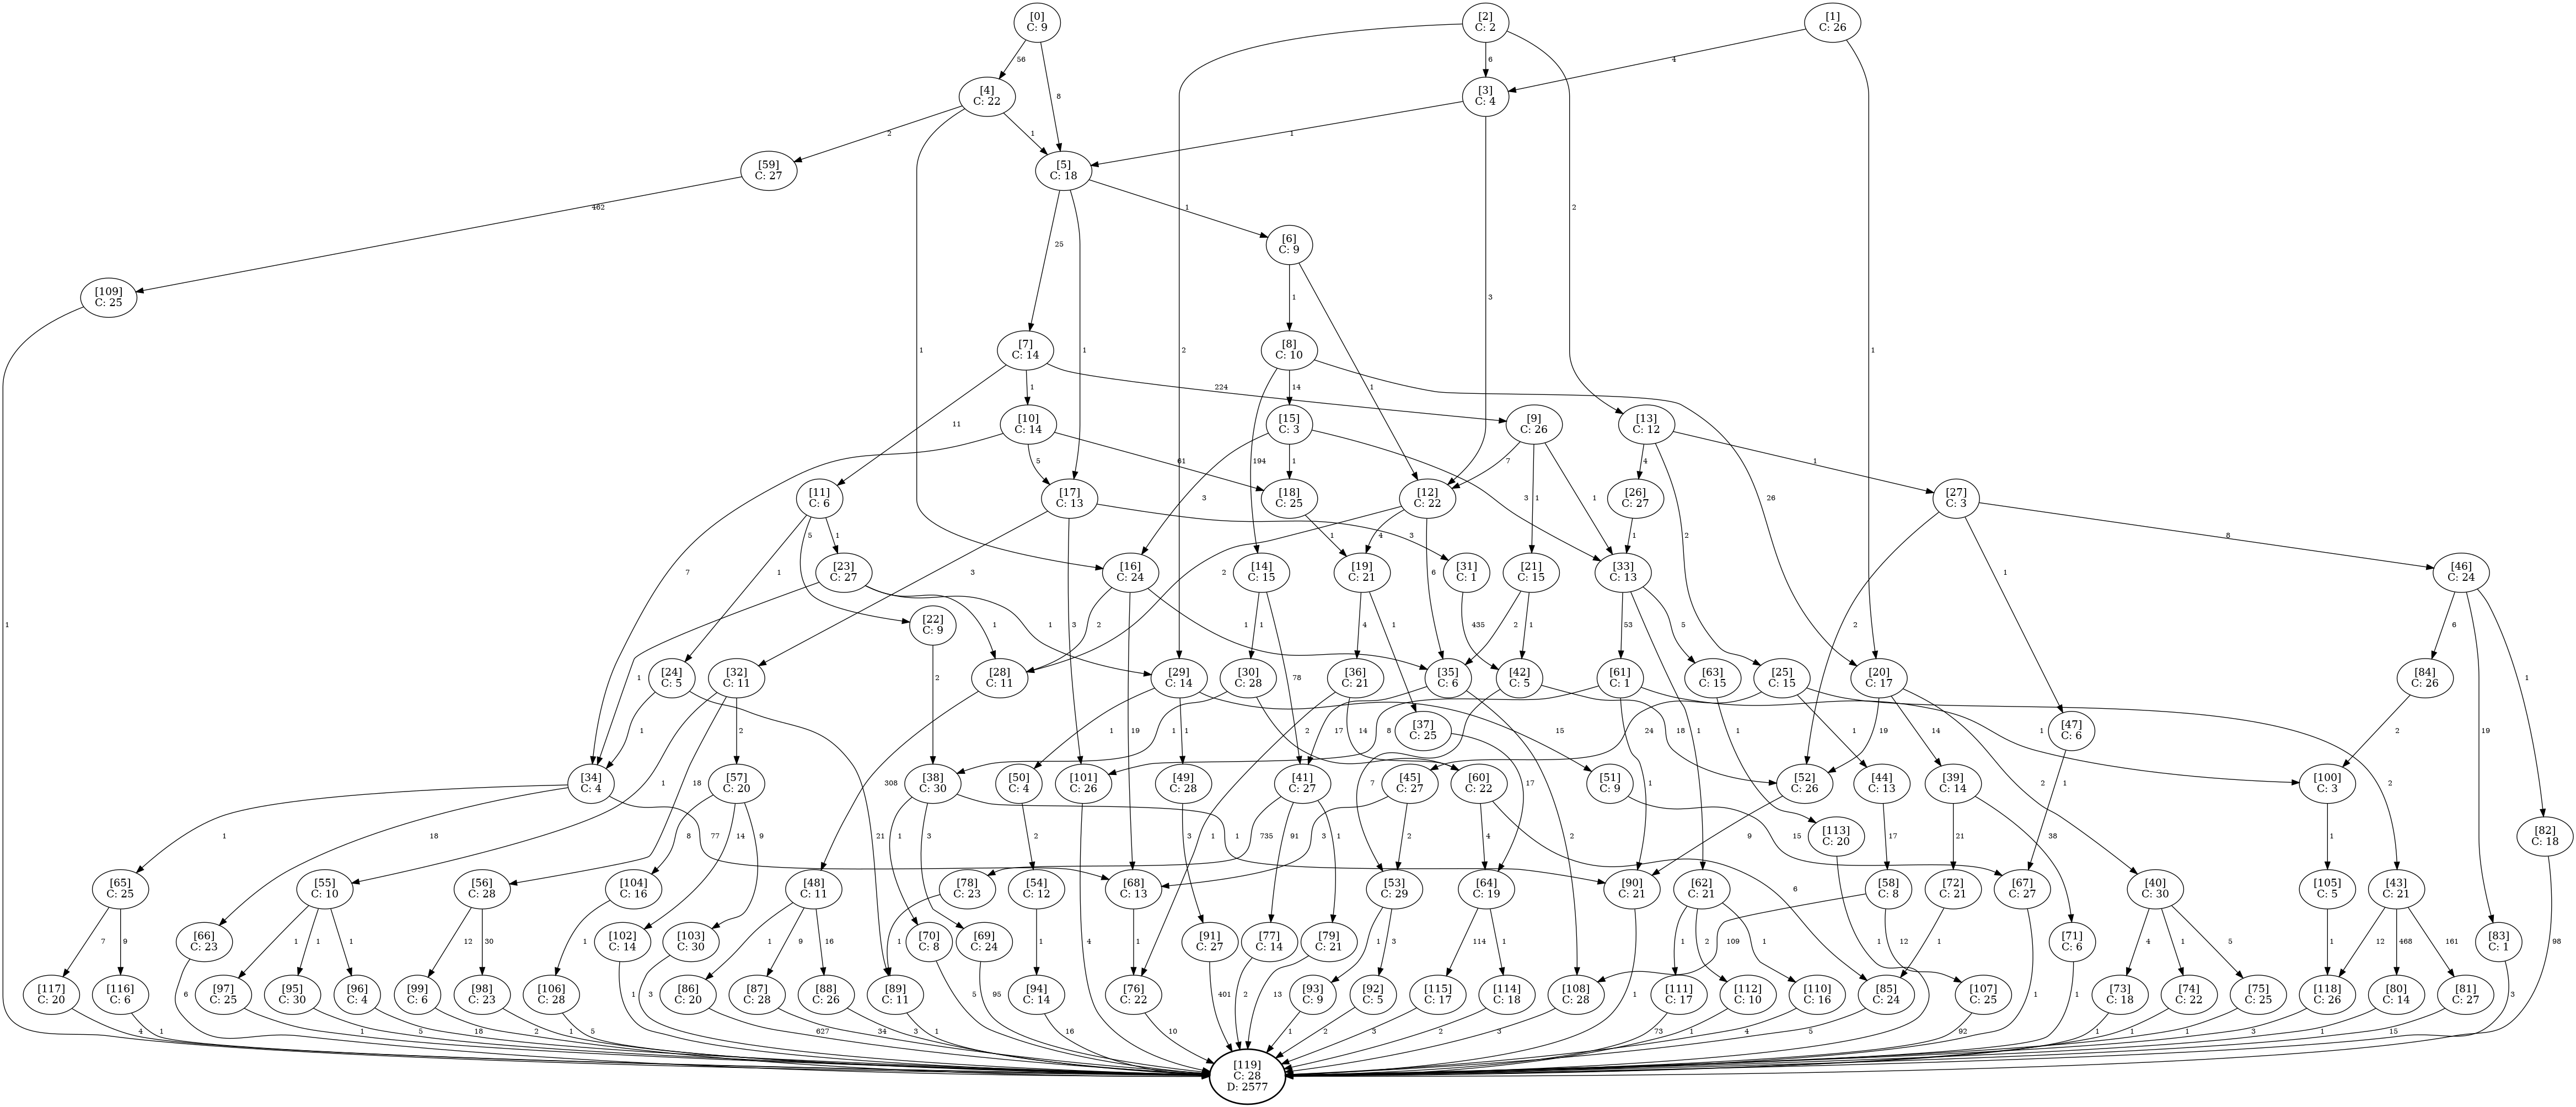 [0]
C: 9
[2]
C: 2
[1]
C: 26
56
8
6
4
[4]
C: 22
[3]
C: 4
2
1
1
[59]
C: 27
[5]
C: 18
462
1
2
25
[6]
C: 9
[109]
C: 25
1
3
[7]
C: 14
1
1
2
1
[8]
C: 10
1
224
14
1
11
[10]
C: 14
[15]
C: 3
[9]
C: 26
[13]
C: 12
5
61
194
3
1
3
7
1
1
4
2
1
26
[11]
C: 6
[17]
C: 13
[18]
C: 25
[12]
C: 22
[26]
C: 27
[27]
C: 3
5
1
1
4
3
1
8
7
3
3
2
1
6
[23]
C: 27
[16]
C: 24
[14]
C: 15
[19]
C: 21
[31]
C: 1
[21]
C: 15
[33]
C: 13
[46]
C: 24
1
1
1
2
1
1
4
1
435
2
1
53
5
2
1
6
[22]
C: 9
[24]
C: 5
[32]
C: 11
[28]
C: 11
[29]
C: 14
[30]
C: 28
78
[36]
C: 21
[35]
C: 6
[42]
C: 5
[61]
C: 1
[63]
C: 15
[25]
C: 15
[20]
C: 17
[84]
C: 26
1
2
19
1
[37]
C: 25
[47]
C: 6
1
21
1
18
2
308
1
1
1
2
14
8
17
15
24
18
1
1
19
14
2
1
2
[34]
C: 4
[57]
C: 20
[38]
C: 30
[50]
C: 4
[101]
C: 26
[49]
C: 28
[41]
C: 27
[45]
C: 27
[60]
C: 22
[51]
C: 9
[52]
C: 26
[44]
C: 13
[39]
C: 14
[100]
C: 3
1
18
77
8
14
9
1
3
1
2
3
735
91
1
1
3
2
7
4
17
2
6
15
1
9
1
17
21
38
1
1
2
[113]
C: 20
[82]
C: 18
[65]
C: 25
[55]
C: 10
[56]
C: 28
[104]
C: 16
[48]
C: 11
[78]
C: 23
[54]
C: 12
[68]
C: 13
[53]
C: 29
[64]
C: 19
[90]
C: 21
[62]
C: 21
[58]
C: 8
[72]
C: 21
[67]
C: 27
[40]
C: 30
[105]
C: 5
[43]
C: 21
7
9
1
1
1
12
30
1
1
9
16
1
1
1
1
3
114
1
109
1
2
1
12
1
1
4
1
5
1
12
468
161
98
[66]
C: 23
[102]
C: 14
[103]
C: 30
[70]
C: 8
[69]
C: 24
[91]
C: 27
[77]
C: 14
[79]
C: 21
[71]
C: 6
[83]
C: 1
[117]
C: 20
[116]
C: 6
[97]
C: 25
[95]
C: 30
[96]
C: 4
[99]
C: 6
[98]
C: 23
[106]
C: 28
[86]
C: 20
[87]
C: 28
[88]
C: 26
[89]
C: 11
[94]
C: 14
[76]
C: 22
[93]
C: 9
[92]
C: 5
[115]
C: 17
[114]
C: 18
[108]
C: 28
[111]
C: 17
[112]
C: 10
[110]
C: 16
[85]
C: 24
[107]
C: 25
[73]
C: 18
[74]
C: 22
[75]
C: 25
[118]
C: 26
[80]
C: 14
[81]
C: 27
6
1
3
5
95
4
401
2
13
1
1
1
3
4
1
1
5
18
2
1
5
627
34
3
1
16
10
1
2
3
2
3
73
1
4
5
92
1
1
1
3
1
15
[119]
C: 28
D: 2577